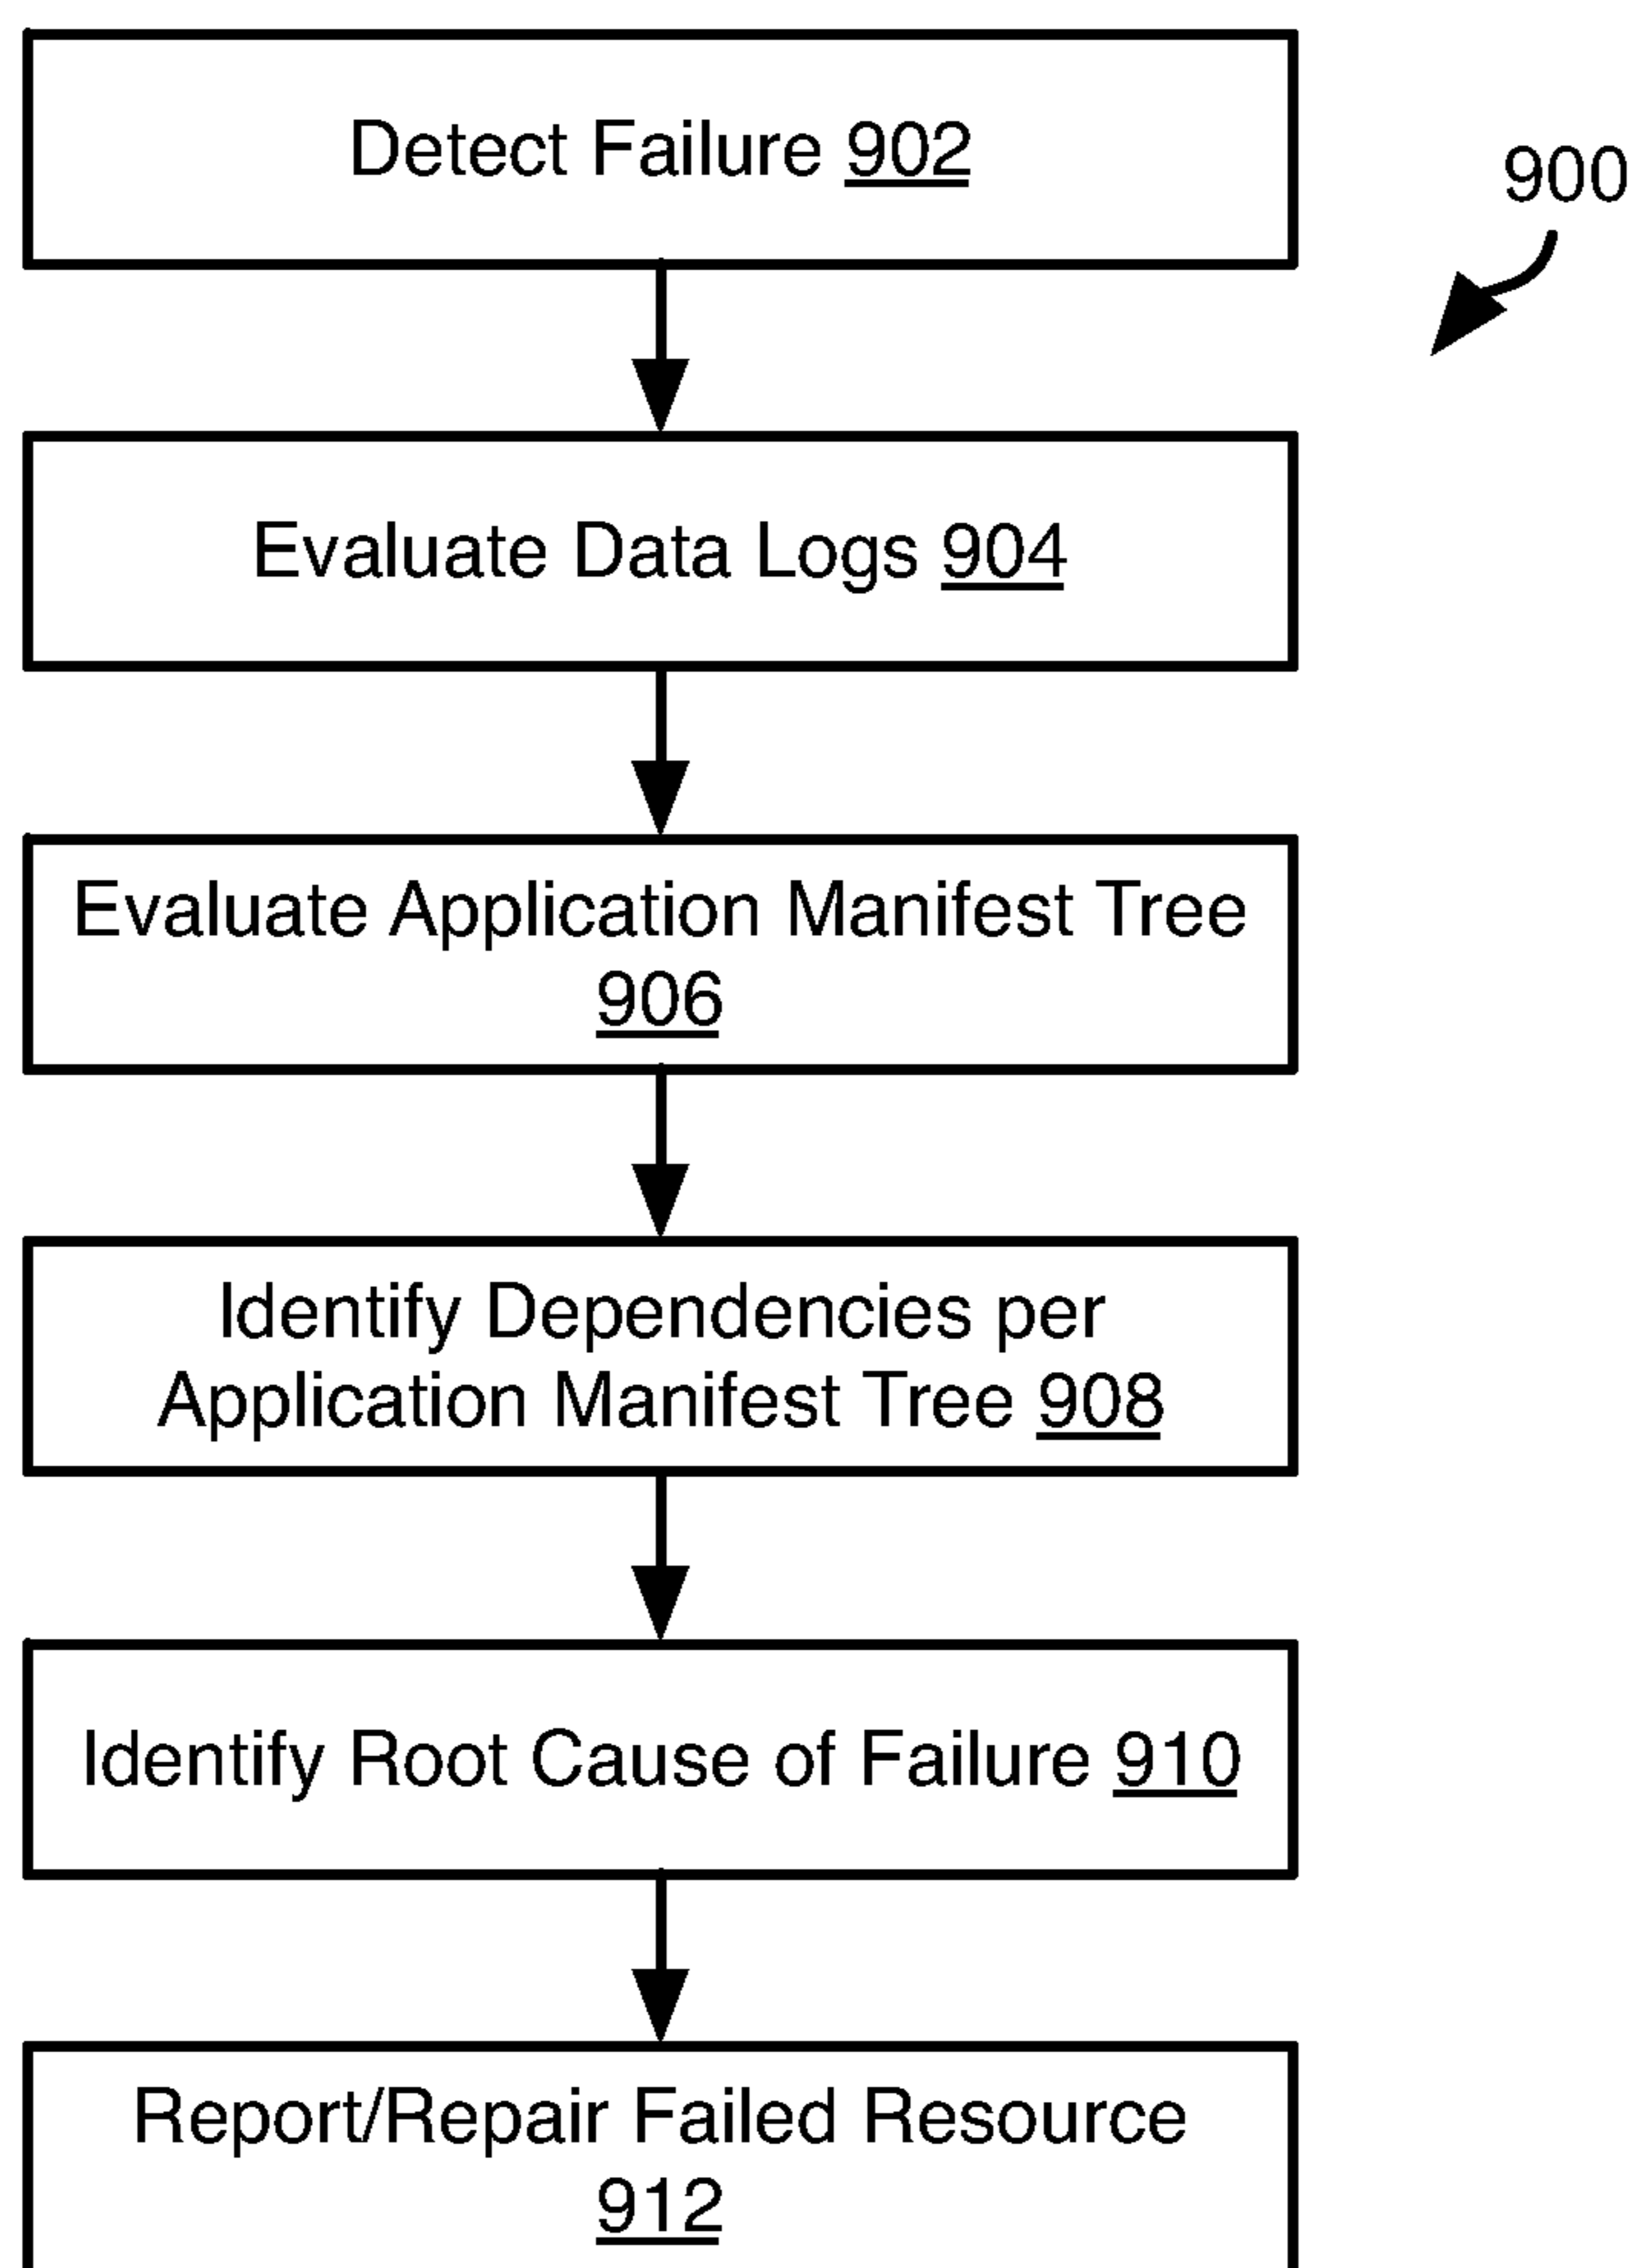 Detect Failure 902
900
Evaluate Data Logs 904
Evaluate Application Manifest Tree
906
Identify Dependencies per
Application Manifest Tree 908
Identify Root Cause of Failure 910
Report/Repair Failed Resource
912